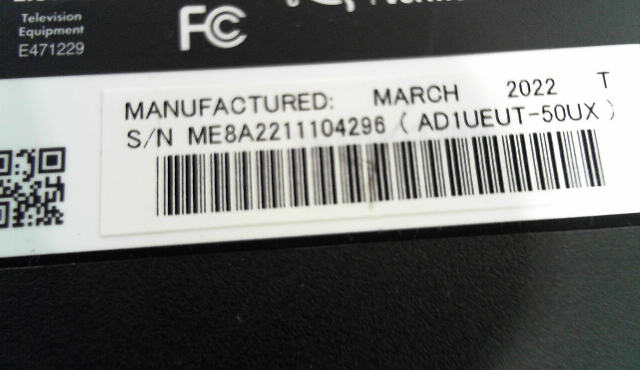 Television
Equipment
E471229
FC
MANUFACTURED: MARCH 2022 T
S/N ME8A2211104296 ( AD1UEUT-50UX )